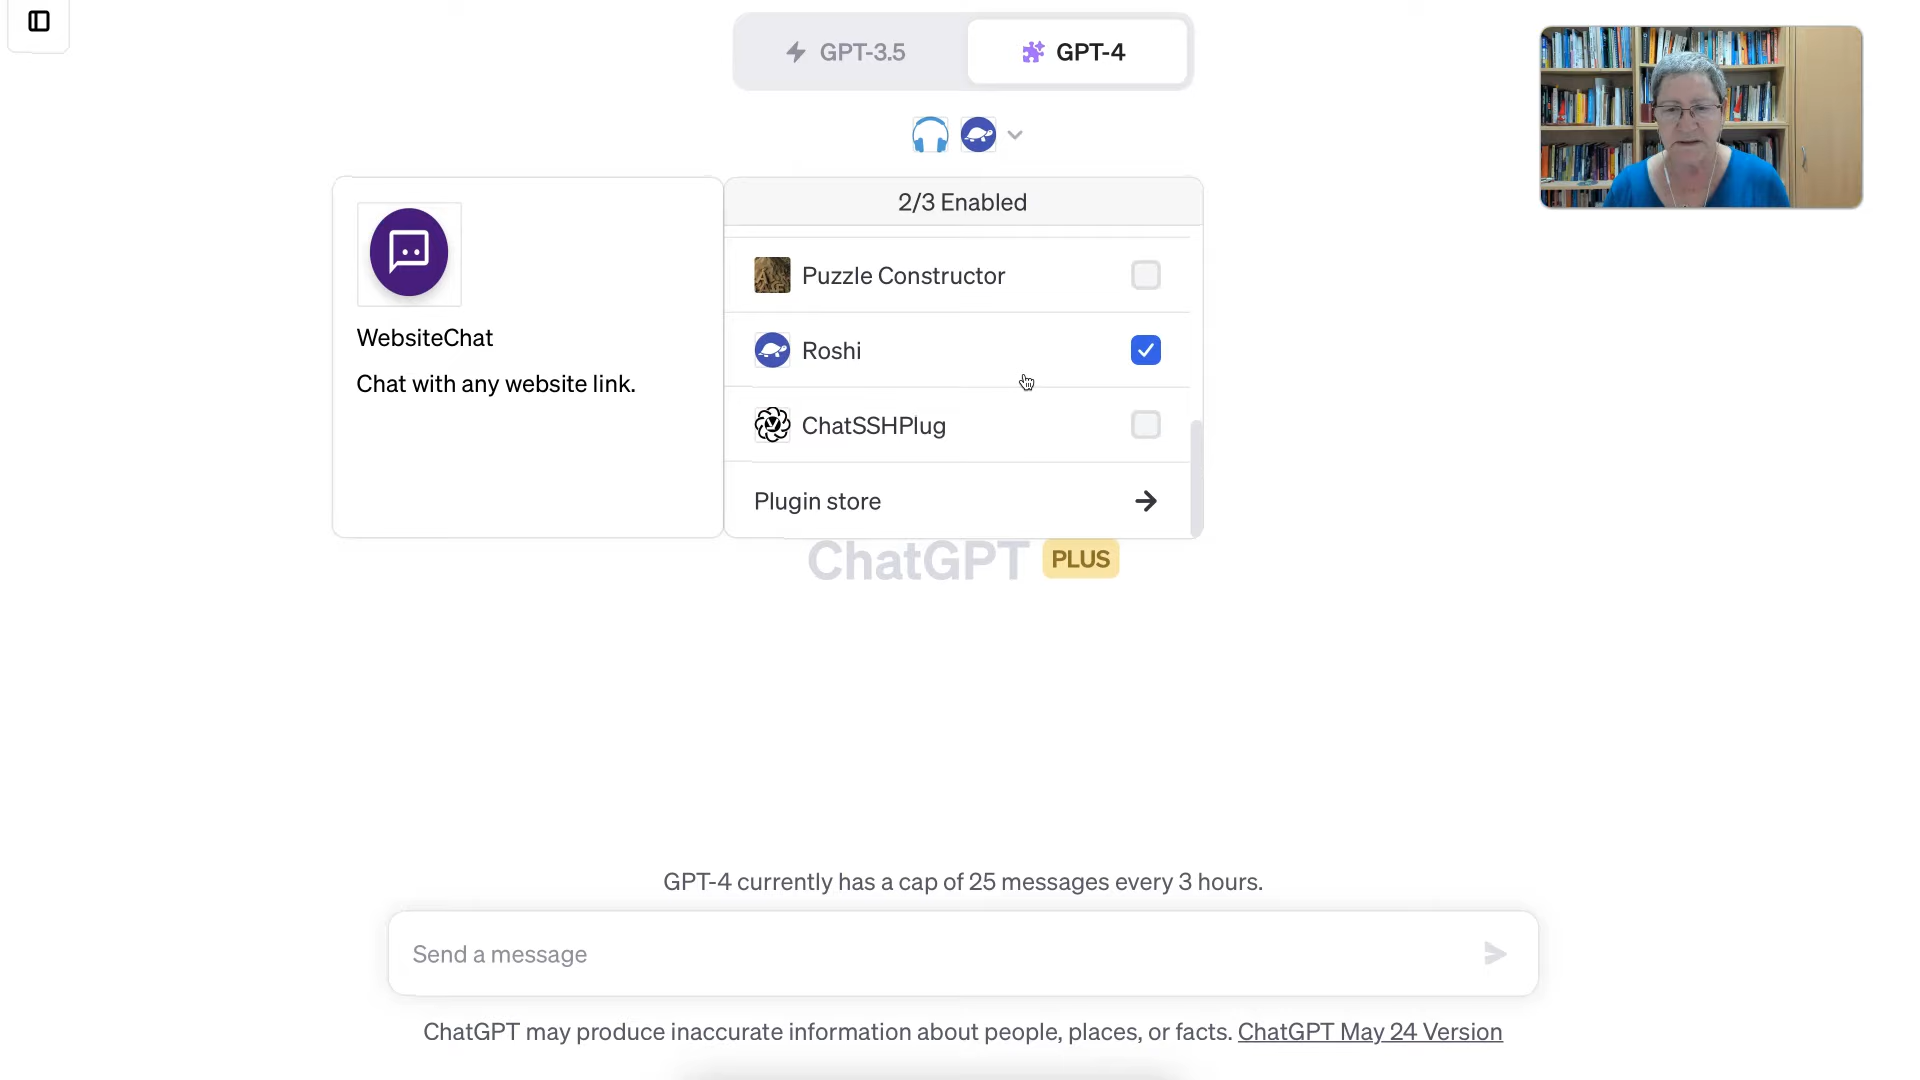 GPT-3.5
GPT-4
2/3 Enabled
WebsiteChat
Chat with any website link.
Puzzle Constructor
Roshi
ChatSSHPlug
Plugin store
ChatGPT PLUS
GPT-4 currently has a cap of 25 messages every 3 hours.
Send a message
ChatGPT may produce inaccurate information about people, places, or facts. ChatGPT May 24 Version